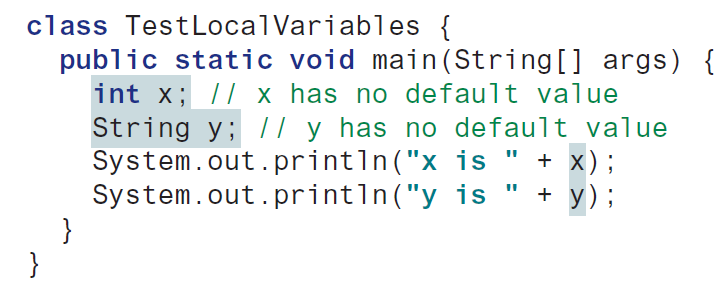 class TestLocalVariables {
public static void main(String[] args) {
int x; // x has no default value
String y; // y has no default value
System.out.println("x is " + x);
System.out.println("y is " + y);
}
}